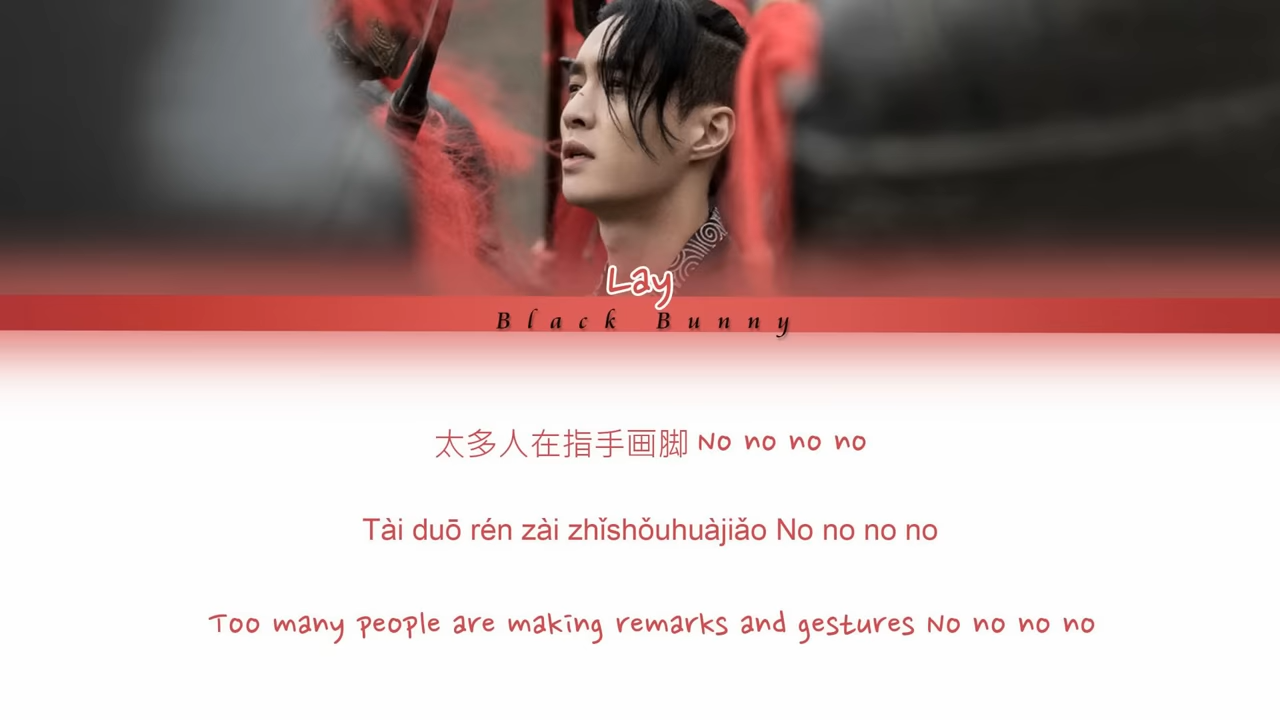 Lay
Black Bunny
太多人在指手画脚 No no no no
Tài duō rén zài zhǐshǒuhuàjiǎo No no no no
Too many people are making remarks and gestures No no no no